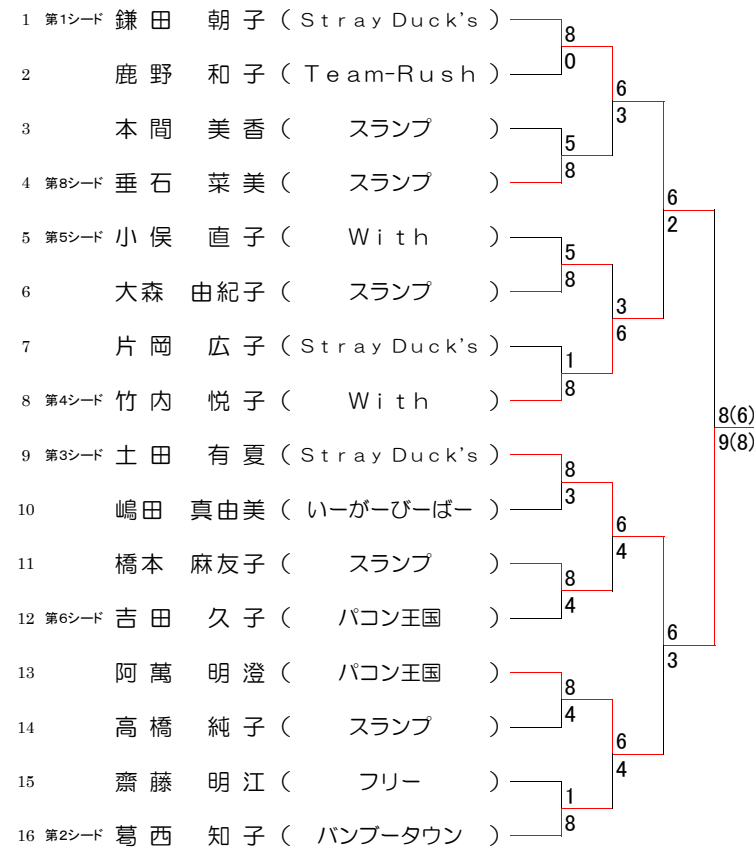 1 第1シード 鎌田 朝子 ( Stray Duck's ) 8
2 鹿野 和子 ( Team-Rush ) 0
6
3
3 本間 美香 ( スランプ ) 5
4 第8シード 垂石 菜美 ( スランプ ) 8
6
2
5 第5シード 小俣 直子 ( With ) 5
6 大森 由紀子 ( スランプ ) 8
3
6
7 片岡 広子 ( Stray Duck's ) 1
8 第4シード 竹内 悦子 ( With ) 8
8(6)
9(8)
9 第3シード 土田 有夏 ( Stray Duck's ) 8
10 嶋田 真由美 ( いーがーびーばー ) 3
6
4
11 橋本 麻友子 ( スランプ ) 8
12 第6シード 吉田 久子 ( パコン王国 ) 4
6
3
13 阿萬 明澄 ( パコン王国 ) 8
14 高橋 純子 ( スランプ ) 4
6
4
15 齋藤 明江 ( フリー ) 1
16 第2シード 葛西 知子 ( バンブータウン ) 8